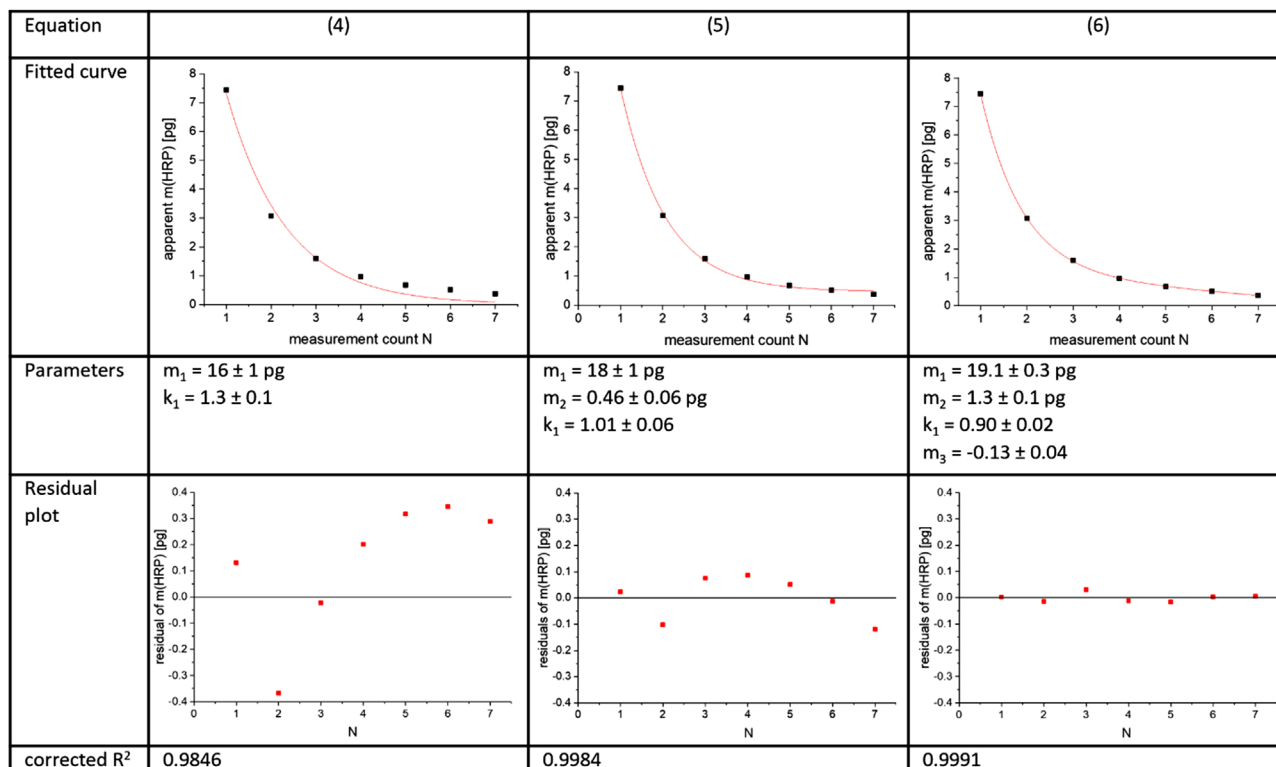 Equation (4) (5) (6)
Fitted curve
apparent m(HRP) [pg]
8
7
6
5
4
3
2
1
0
0 1 2 3 4 5 6 7
measurement count N
apparent m(HRP) [pg]
8
7
6
5
4
3
2
1
0
0 1 2 3 4 5 6 7
measurement count N
apparent m(HRP) [pg]
8
7
6
5
4
3
2
1
0
0 1 2 3 4 5 6 7
measurement count N
Parameters
m₁ = 16 ± 1 pg
k₁ = 1.3 ± 0.1
m₁ = 18 ± 1 pg
m₂ = 0.46 ± 0.06 pg
k₁ = 1.01 ± 0.06
m₁ = 19.1 ± 0.3 pg
m₂ = 1.3 ± 0.1 pg
k₁ = 0.90 ± 0.02
m₃ = -0.13 ± 0.04
Residual
plot
residual of m(HRP) [pg]
0.4
0.3
0.2
0.1
0.0
-0.1
-0.2
-0.3
-0.4
0 1 2 3 4 5 6 7
N
residuals of m(HRP) [pg]
0.4
0.3
0.2
0.1
0.0
-0.1
-0.2
-0.3
-0.4
0 1 2 3 4 5 6 7
N
residuals of m(HRP) [pg]
0.4
0.3
0.2
0.1
0.0
-0.1
-0.2
-0.3
-0.4
0 1 2 3 4 5 6 7
N
corrected R² 0.9846 0.9984 0.9991